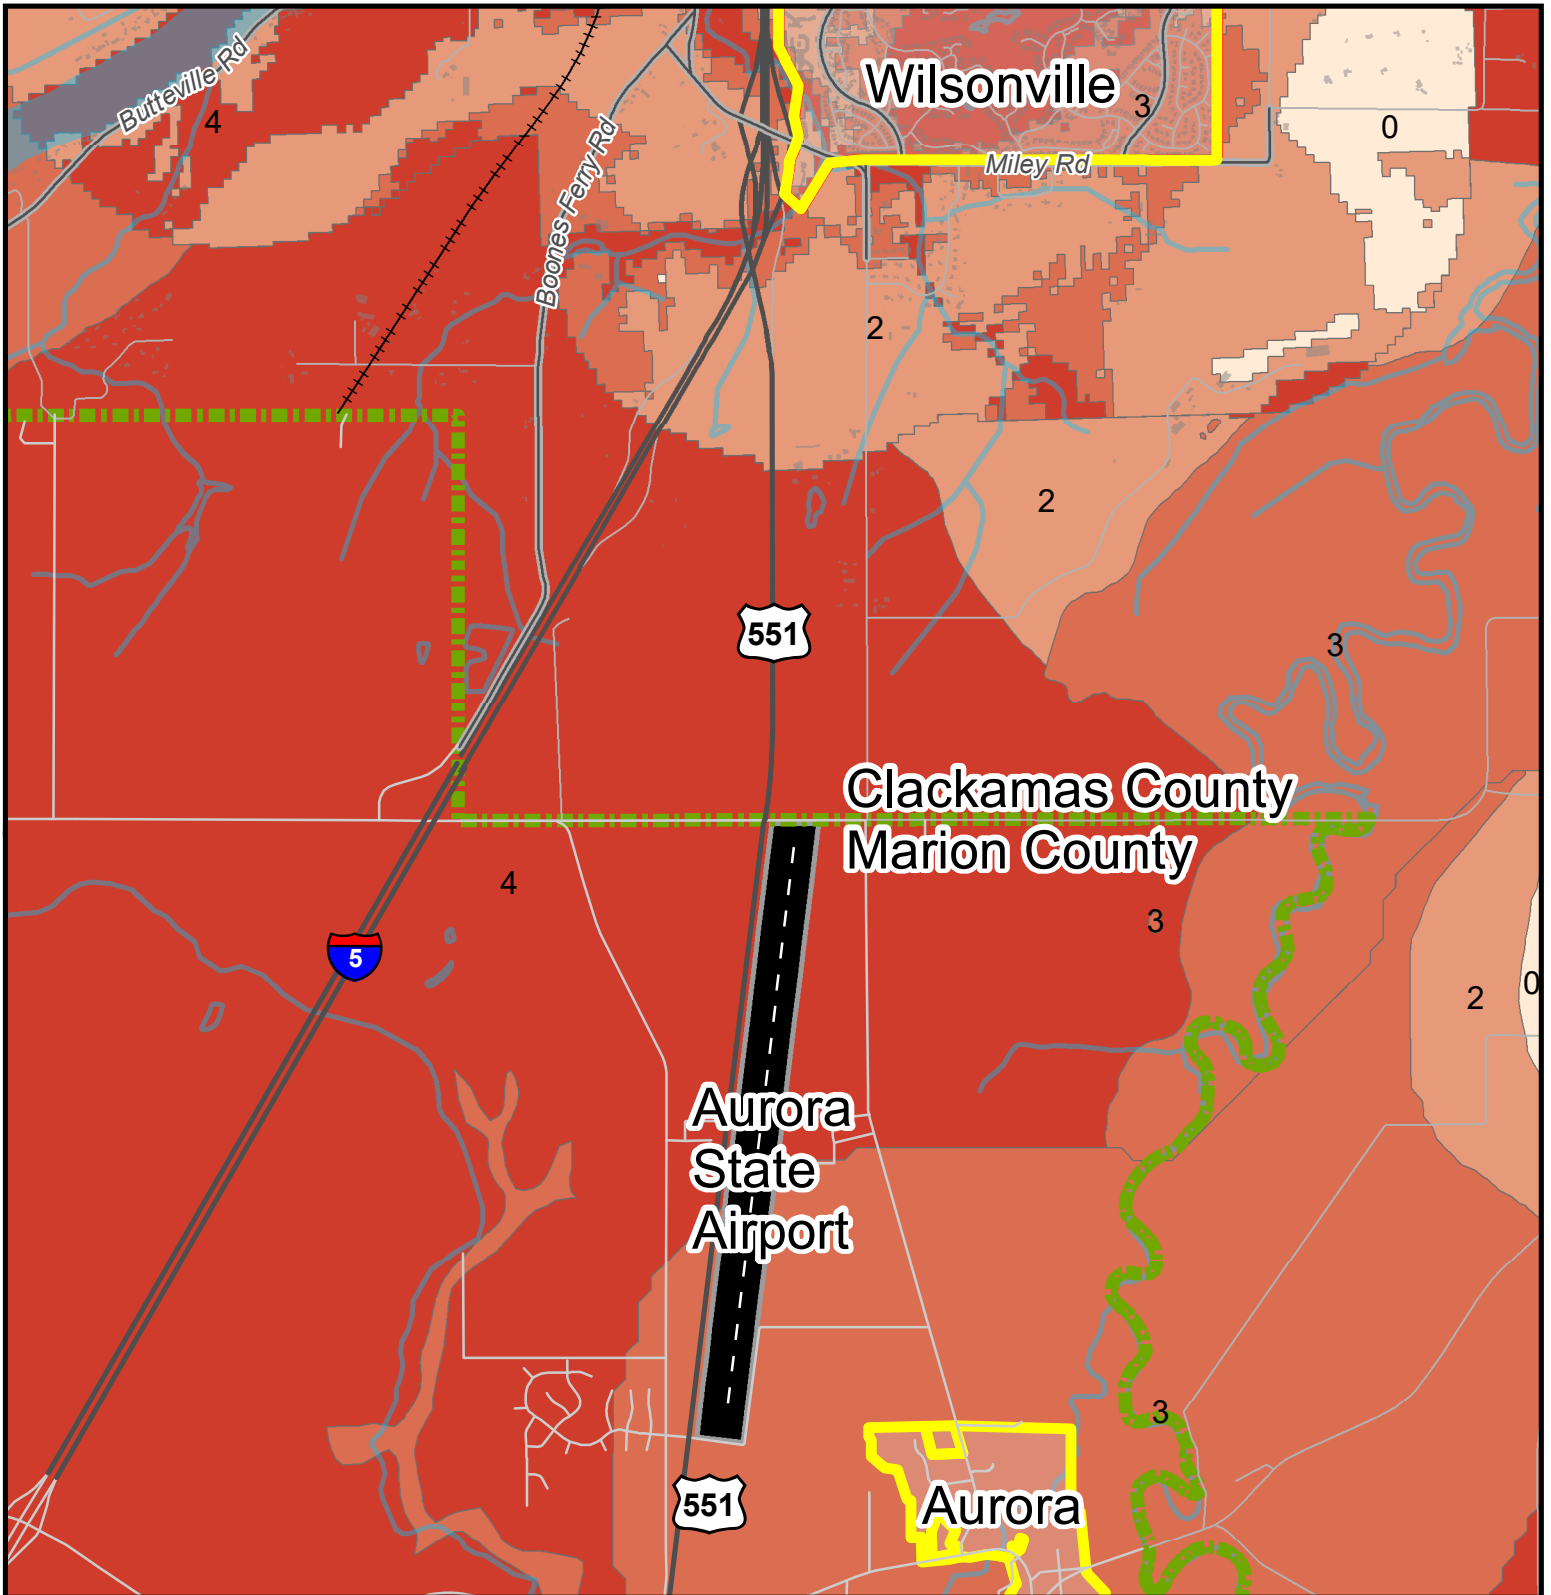 Butteville Rd
4
Wilsonville
3
0
Miley Rd
Boones Ferry Rd
2
2
551
3
Clackamas County
Marion County
4
3
5
2
0
Aurora
State
Airport
3
551
Aurora